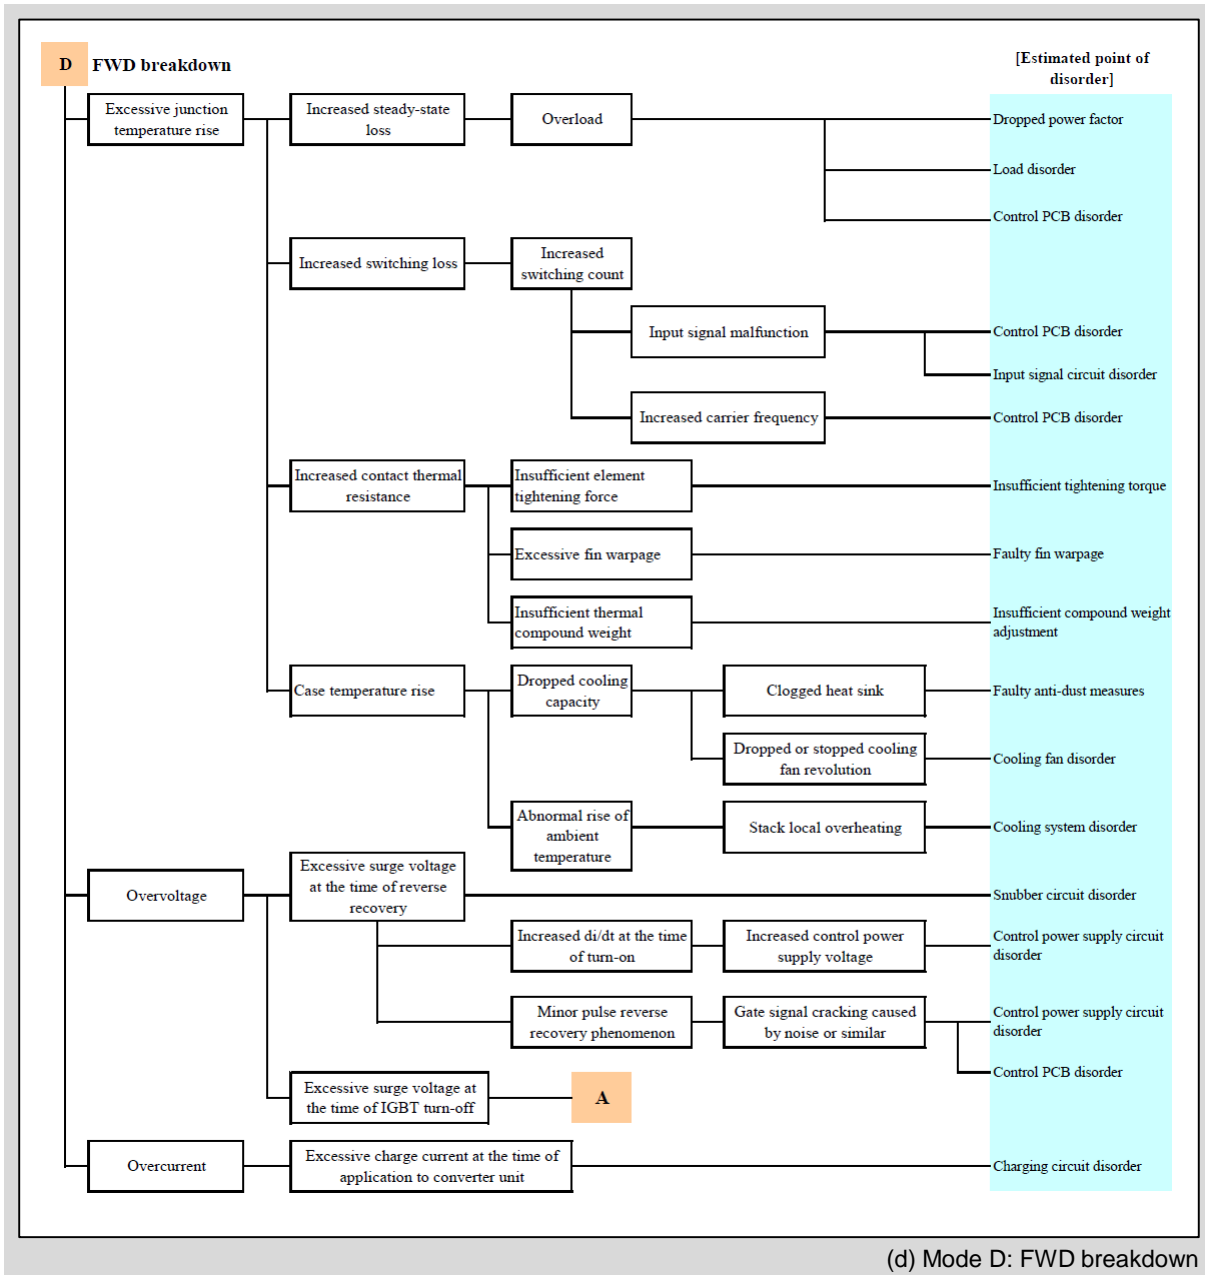 D
FWD breakdown
[Estimated point of
disorder]
Excessive junction
temperature rise
Increased steady-state
loss
Overload
Dropped power factor
Load disorder
Control PCB disorder
Increased switching loss
Increased
switching count
Input signal malfunction
Control PCB disorder
Input signal circuit disorder
Increased carrier frequency
Control PCB disorder
Increased contact thermal
resistance
Insufficient element
tightening force
Insufficient tightening torque
Excessive fin warpage
Faulty fin warpage
Insufficient thermal
compound weight
Insufficient compound weight
adjustment
Case temperature rise
Dropped cooling
capacity
Clogged heat sink
Faulty anti-dust measures
Dropped or stopped cooling
fan revolution
Cooling fan disorder
Abnormal rise of
ambient
temperature
Stack local overheating
Cooling system disorder
Overvoltage
Excessive surge voltage
at the time of reverse
recovery
Snubber circuit disorder
Increased di/dt at the time
of turn-on
Increased control power
supply voltage
Control power supply circuit
disorder
Minor pulse reverse
recovery phenomenon
Gate signal cracking caused
by noise or similar
Control power supply circuit
disorder
Control PCB disorder
Excessive surge voltage at
the time of IGBT turn-off
A
Overcurrent
Excessive charge current at the time of
application to converter unit
Charging circuit disorder
(d) Mode D: FWD breakdown